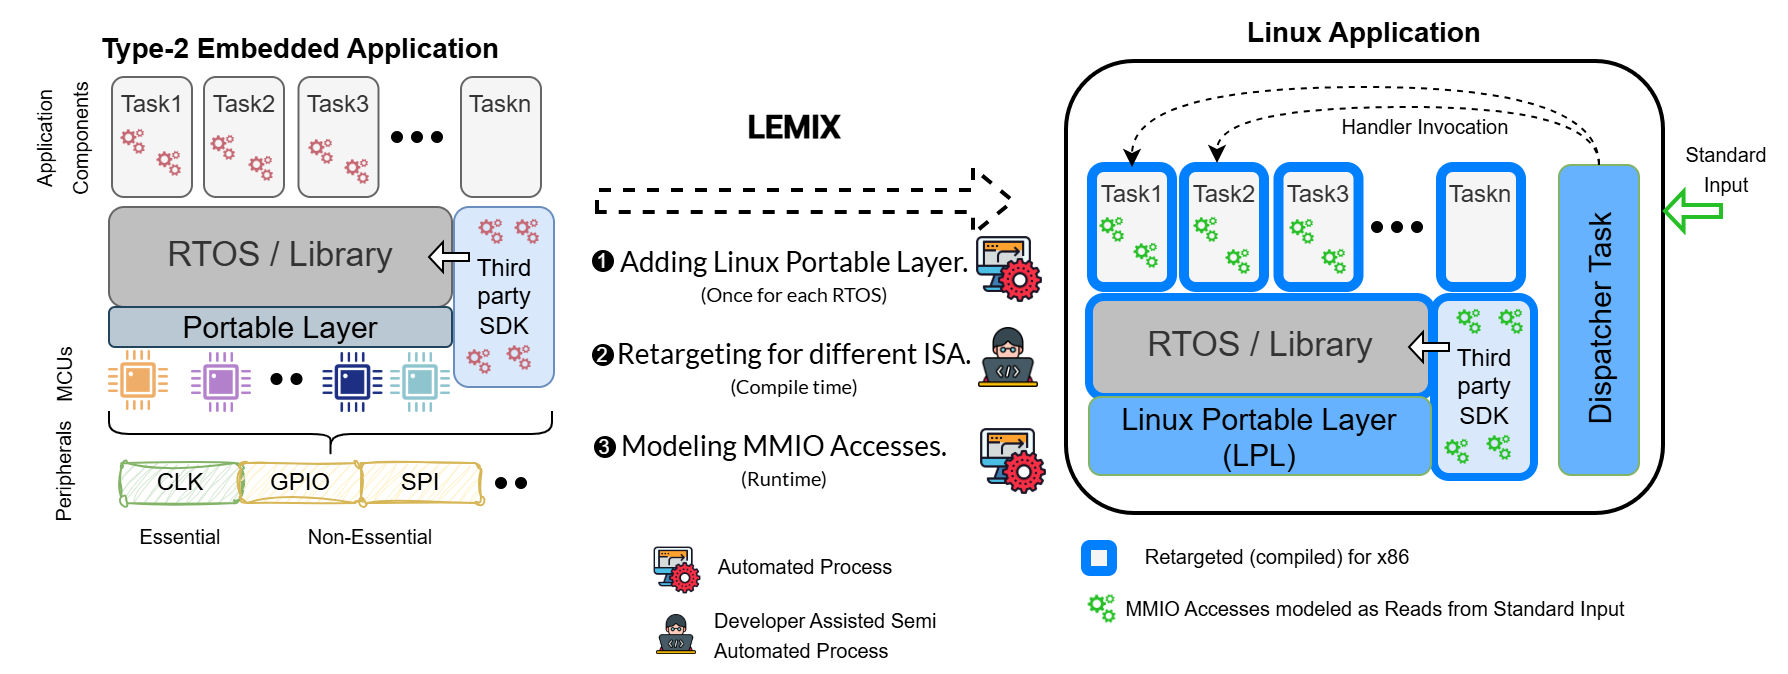 Type-2 Embedded Application
Application
Components
Task1
Task2
Task3
Taskn
RTOS / Library
Third
party
SDK
Portable Layer
MCUs
Peripherals
CLK
GPIO
SPI
Essential
Non-Essential
LEMIX
1 Adding Linux Portable Layer.
(Once for each RTOS)
2 Retargeting for different ISA.
(Compile time)
3 Modeling MMIO Accesses.
(Runtime)
Automated Process
Developer Assisted Semi
Automated Process
Linux Application
Handler Invocation
Task1
Task2
Task3
Taskn
RTOS / Library
Third
party
SDK
Linux Portable Layer
(LPL)
Dispatcher Task
Standard
Input
Retargeted (compiled) for x86
MMIO Accesses modeled as Reads from Standard Input